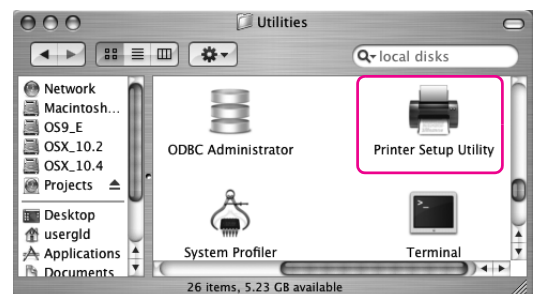 Utilities
local disks
Network
Macintosh...
OS9_E
OSX_10.2
OSX_10.4
Projects
Desktop
usergld
Applications
Documents
ODBC Administrator
Printer Setup Utility
System Profiler
Terminal
26 items, 5.23 GB available